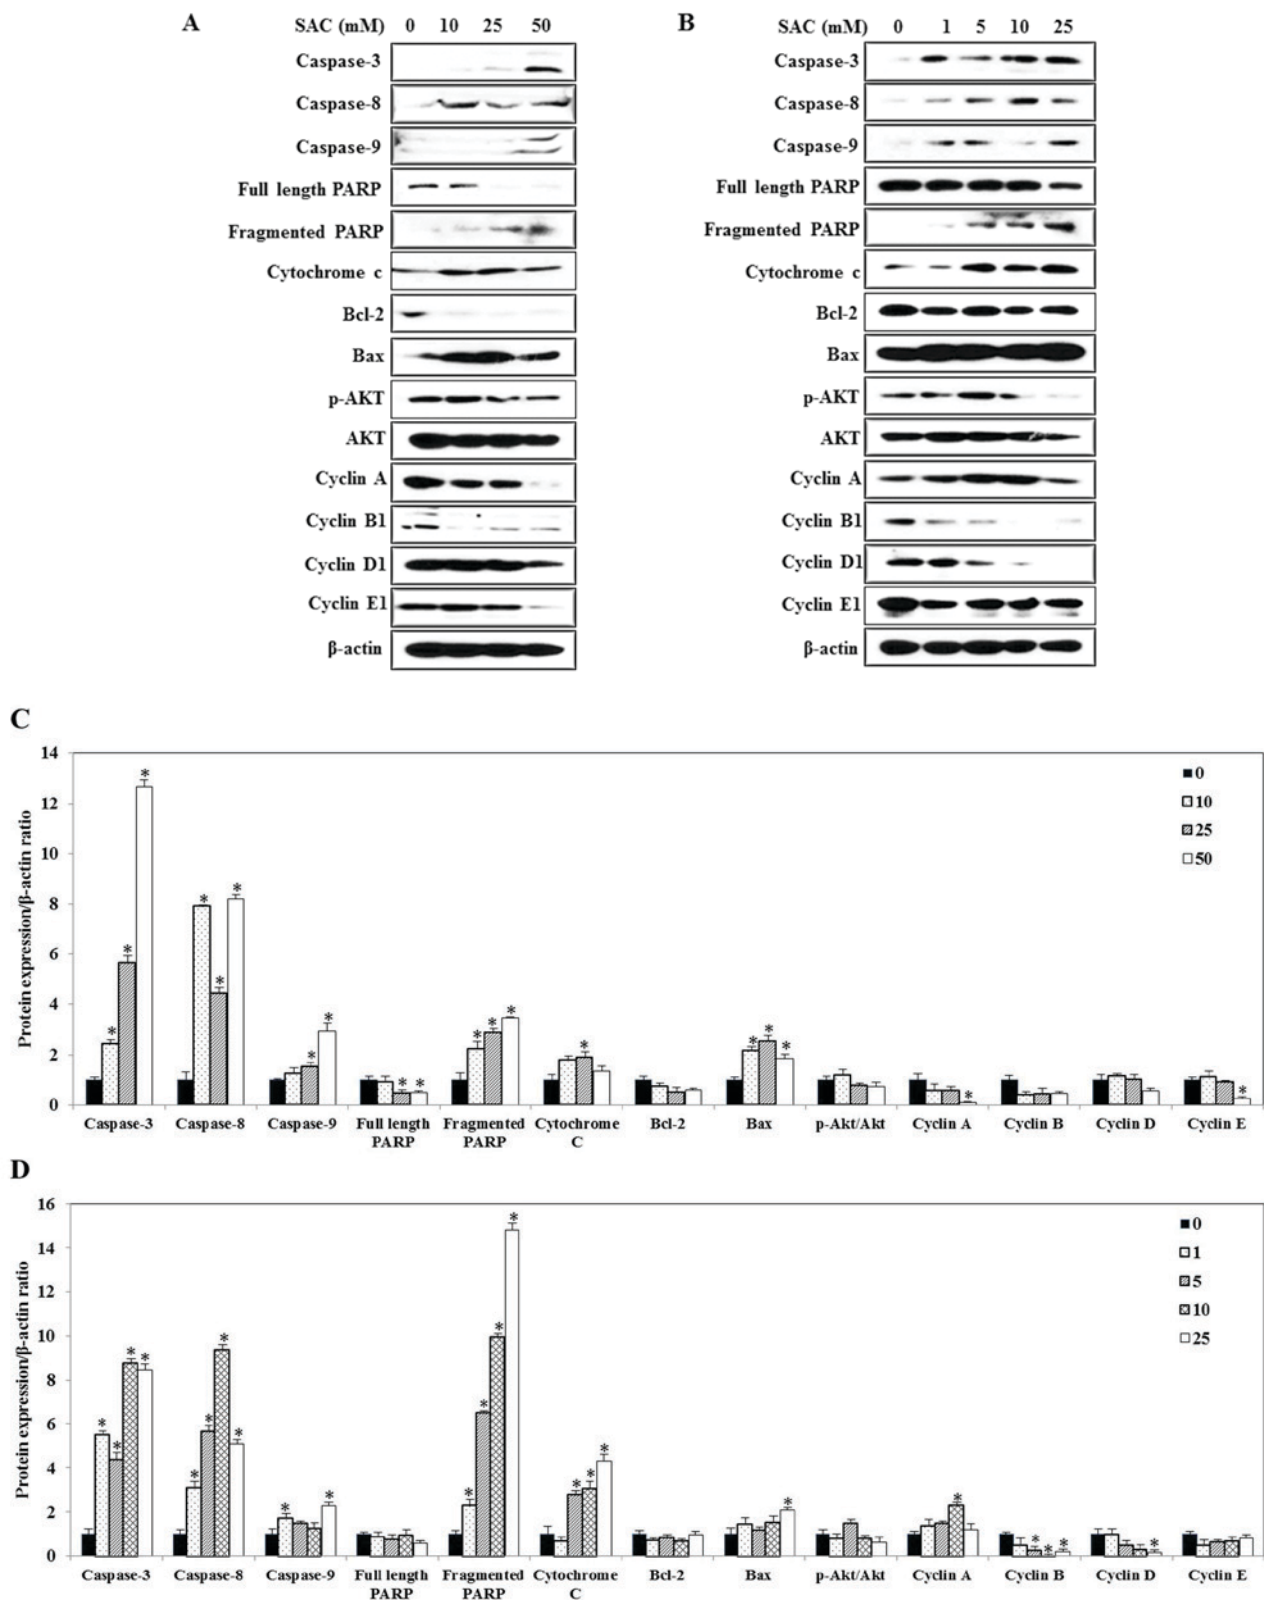 A
SAC (mM) 0 10 25 50
Caspase-3
Caspase-8
Caspase-9
Full length PARP
Fragmented PARP
Cytochrome c
Bcl-2
Bax
p-AKT
AKT
Cyclin A
Cyclin B1
Cyclin D1
Cyclin E1
β-actin
B
SAC (mM) 0 1 5 10 25
Caspase-3
Caspase-8
Caspase-9
Full length PARP
Fragmented PARP
Cytochrome c
Bcl-2
Bax
p-AKT
AKT
Cyclin A
Cyclin B1
Cyclin D1
Cyclin E1
β-actin
C
Protein expression/β-actin ratio
14
12
10
8
6
4
2
0
0
10
25
50
* * * * * * * * * * * * * * * * * * *
Caspase-3 Caspase-8 Caspase-9 Full length Fragmented Cytochrome Bcl-2 Bax p-Akt/Akt Cyclin A Cyclin B Cyclin D Cyclin E
PARP PARP C
D
Protein expression/β-actin ratio
16
14
12
10
8
6
4
2
0
0
1
5
10
25
* * * * * * * * * * * * * * * * * * * * * * *
Caspase-3 Caspase-8 Caspase-9 Full length Fragmented Cytochrome Bcl-2 Bax p-Akt/Akt Cyclin A Cyclin B Cyclin D Cyclin E
PARP PARP C